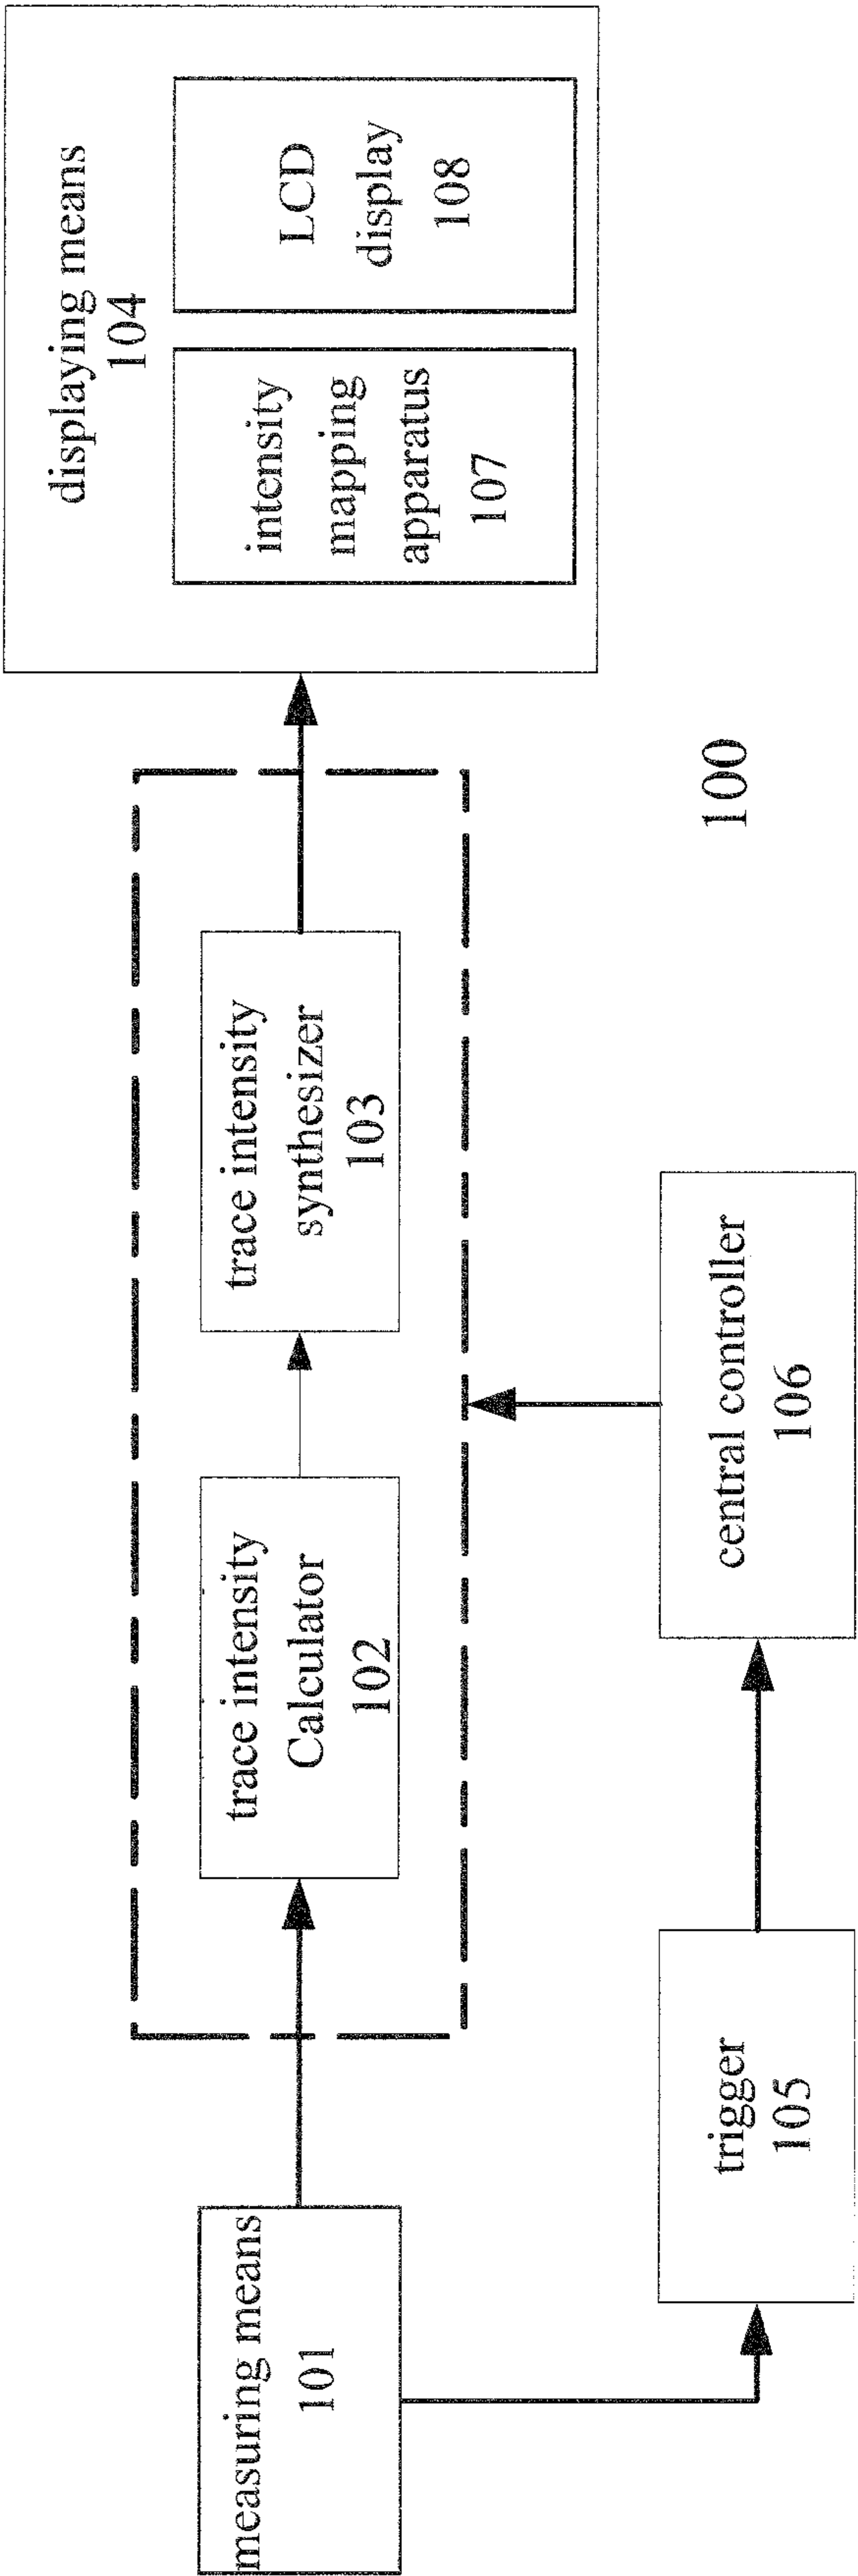 measuring means
101
trace intensity
Calculator
102
trace intensity
synthesizer
103
displaying means
104
intensity
mapping
apparatus
107
LCD
display
108
trigger
105
central controller
106
100